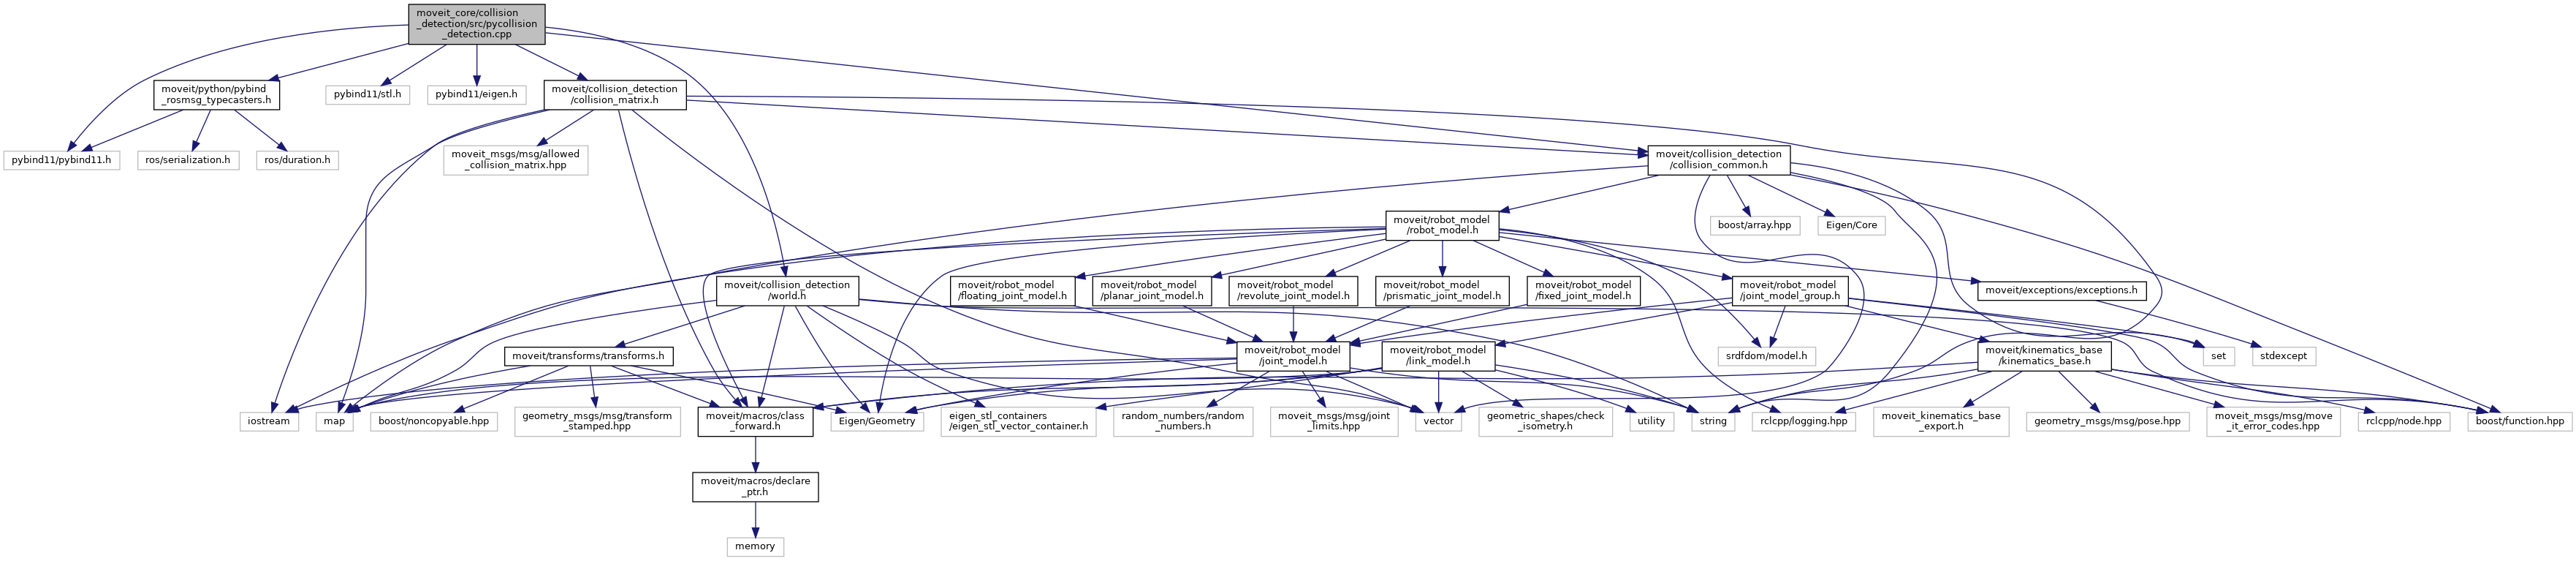 moveit_core/collision
_detection/src/pycollision
_detection.cpp
moveit/python/pybind
_rosmsg_typecasters.h
pybind11/stl.h
pybind11/eigen.h
moveit/collision_detection
/collision_matrix.h
pybind11/pybind11.h
ros/serialization.h
ros/duration.h
moveit_msgs/msg/allowed
_collision_matrix.hpp
moveit/collision_detection
/collision_common.h
moveit/robot_model
/robot_model.h
boost/array.hpp
Eigen/Core
moveit/collision_detection
/world.h
moveit/robot_model
/floating_joint_model.h
moveit/robot_model
/planar_joint_model.h
moveit/robot_model
/revolute_joint_model.h
moveit/robot_model
/prismatic_joint_model.h
moveit/robot_model
/fixed_joint_model.h
moveit/robot_model
/joint_model_group.h
moveit/exceptions/exceptions.h
moveit/transforms/transforms.h
moveit/robot_model
/joint_model.h
moveit/robot_model
/link_model.h
srdfdom/model.h
moveit/kinematics_base
/kinematics_base.h
set
stdexcept
iostream
map
boost/noncopyable.hpp
geometry_msgs/msg/transform
_stamped.hpp
moveit/macros/class
_forward.h
Eigen/Geometry
eigen_stl_containers
/eigen_stl_vector_container.h
random_numbers/random
_numbers.h
moveit_msgs/msg/joint
_limits.hpp
vector
geometric_shapes/check
_isometry.h
utility
string
rclcpp/logging.hpp
moveit_kinematics_base
_export.h
geometry_msgs/msg/pose.hpp
moveit_msgs/msg/move
_it_error_codes.hpp
rclcpp/node.hpp
boost/function.hpp
moveit/macros/declare
_ptr.h
memory